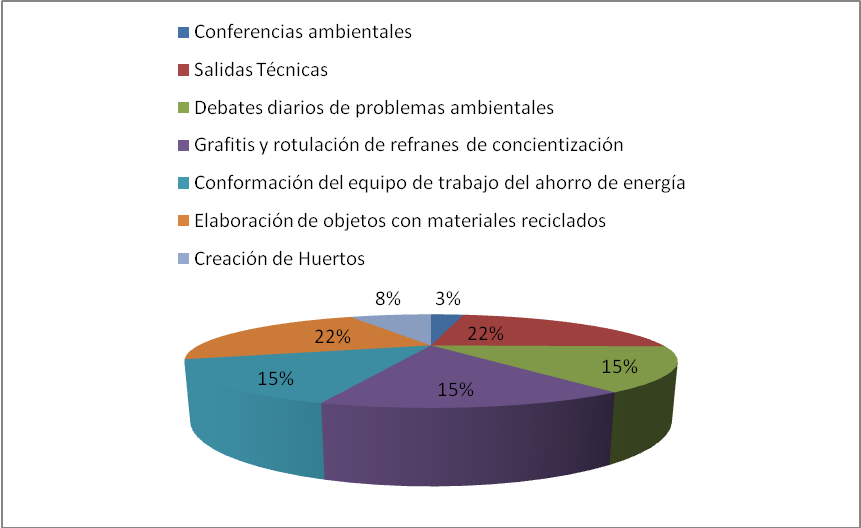 Conferencias ambientales
Salidas Técnicas
Debates diarios de problemas ambientales
Grafitis y rotulación de refranes de concientización
Conformación del equipo de trabajo del ahorro de energía
Elaboración de objetos con materiales reciclados
Creación de Huertos
8% 3%
22% 22%
15% 15% 15%